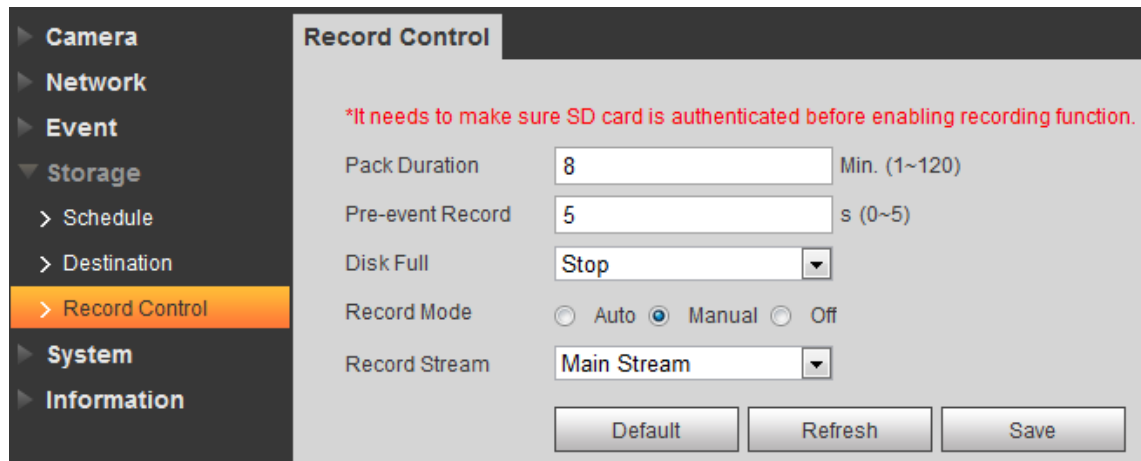 Camera
Network
Event
Storage
Schedule
Destination
Record Control
System
Information
Record Control
*It needs to make sure SD card is authenticated before enabling recording function.
Pack Duration 8 Min. (1~120)
Pre-event Record 5 s (0~5)
Disk Full Stop
Record Mode Auto Manual Off
Record Stream Main Stream
Default Refresh Save